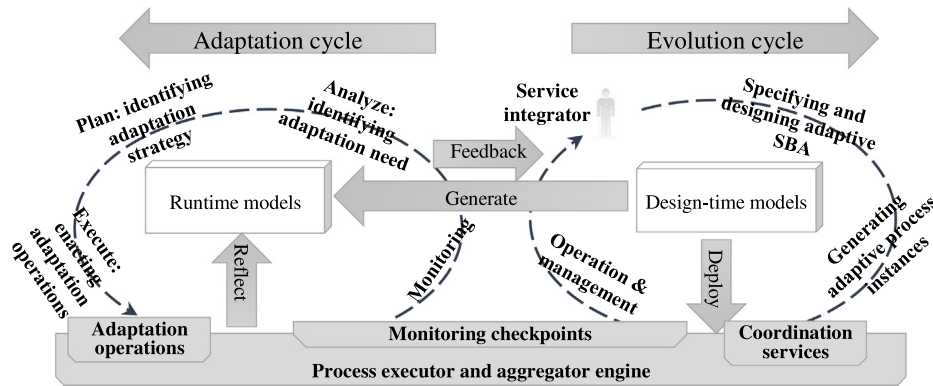 Adaptation cycle
Evolution cycle
Plan: identifying
adaptation
strategy
Analyze:
identifying
adaptation need
Service
integrator
Specifying and
designing adaptive
SBA
Feedback
Generate
Runtime models
Design-time models
Execute:
enacting
adaptation
operations
Reflect
Monitoring
Operation &
management
Deploy
Generating
adaptive process
instances
Adaptation
operations
Monitoring checkpoints
Coordination
services
Process executor and aggregator engine